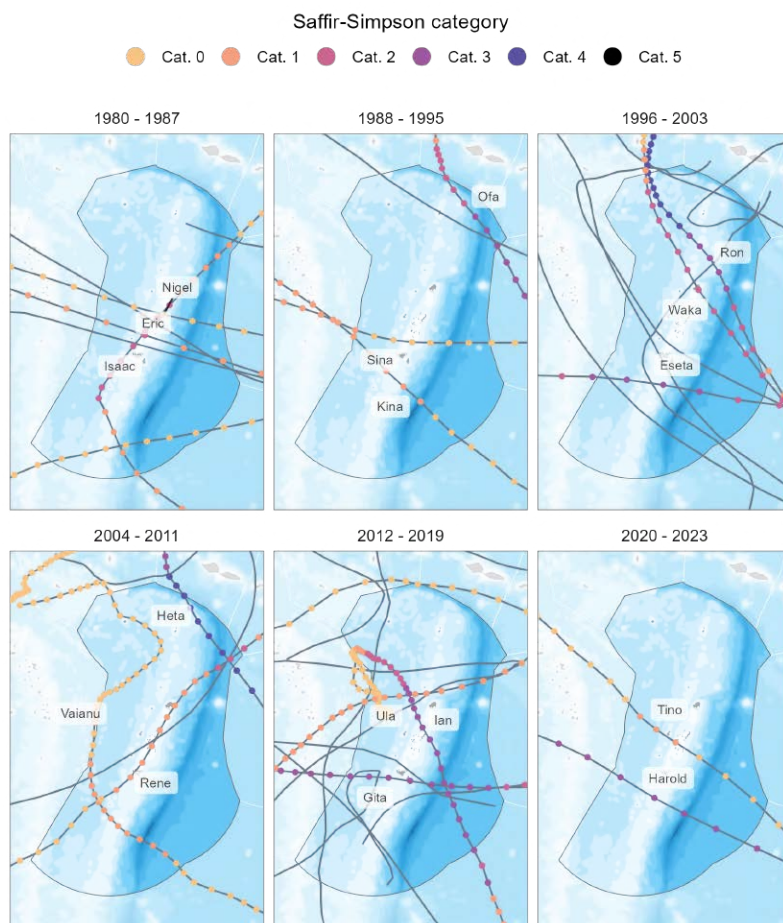 Saffir-Simpson category
Cat. 0 Cat. 1 Cat. 2 Cat. 3 Cat. 4 Cat. 5
1980 - 1987 1988 - 1995 1996 - 2003
Nigel
Eric
Isaac
Ofa
Sina
Kina
Ron
Waka
Eseta
2004 - 2011 2012 - 2019 2020 - 2023
Heta
Vaianu
Rene
Ula
Ian
Gita
Tino
Harold